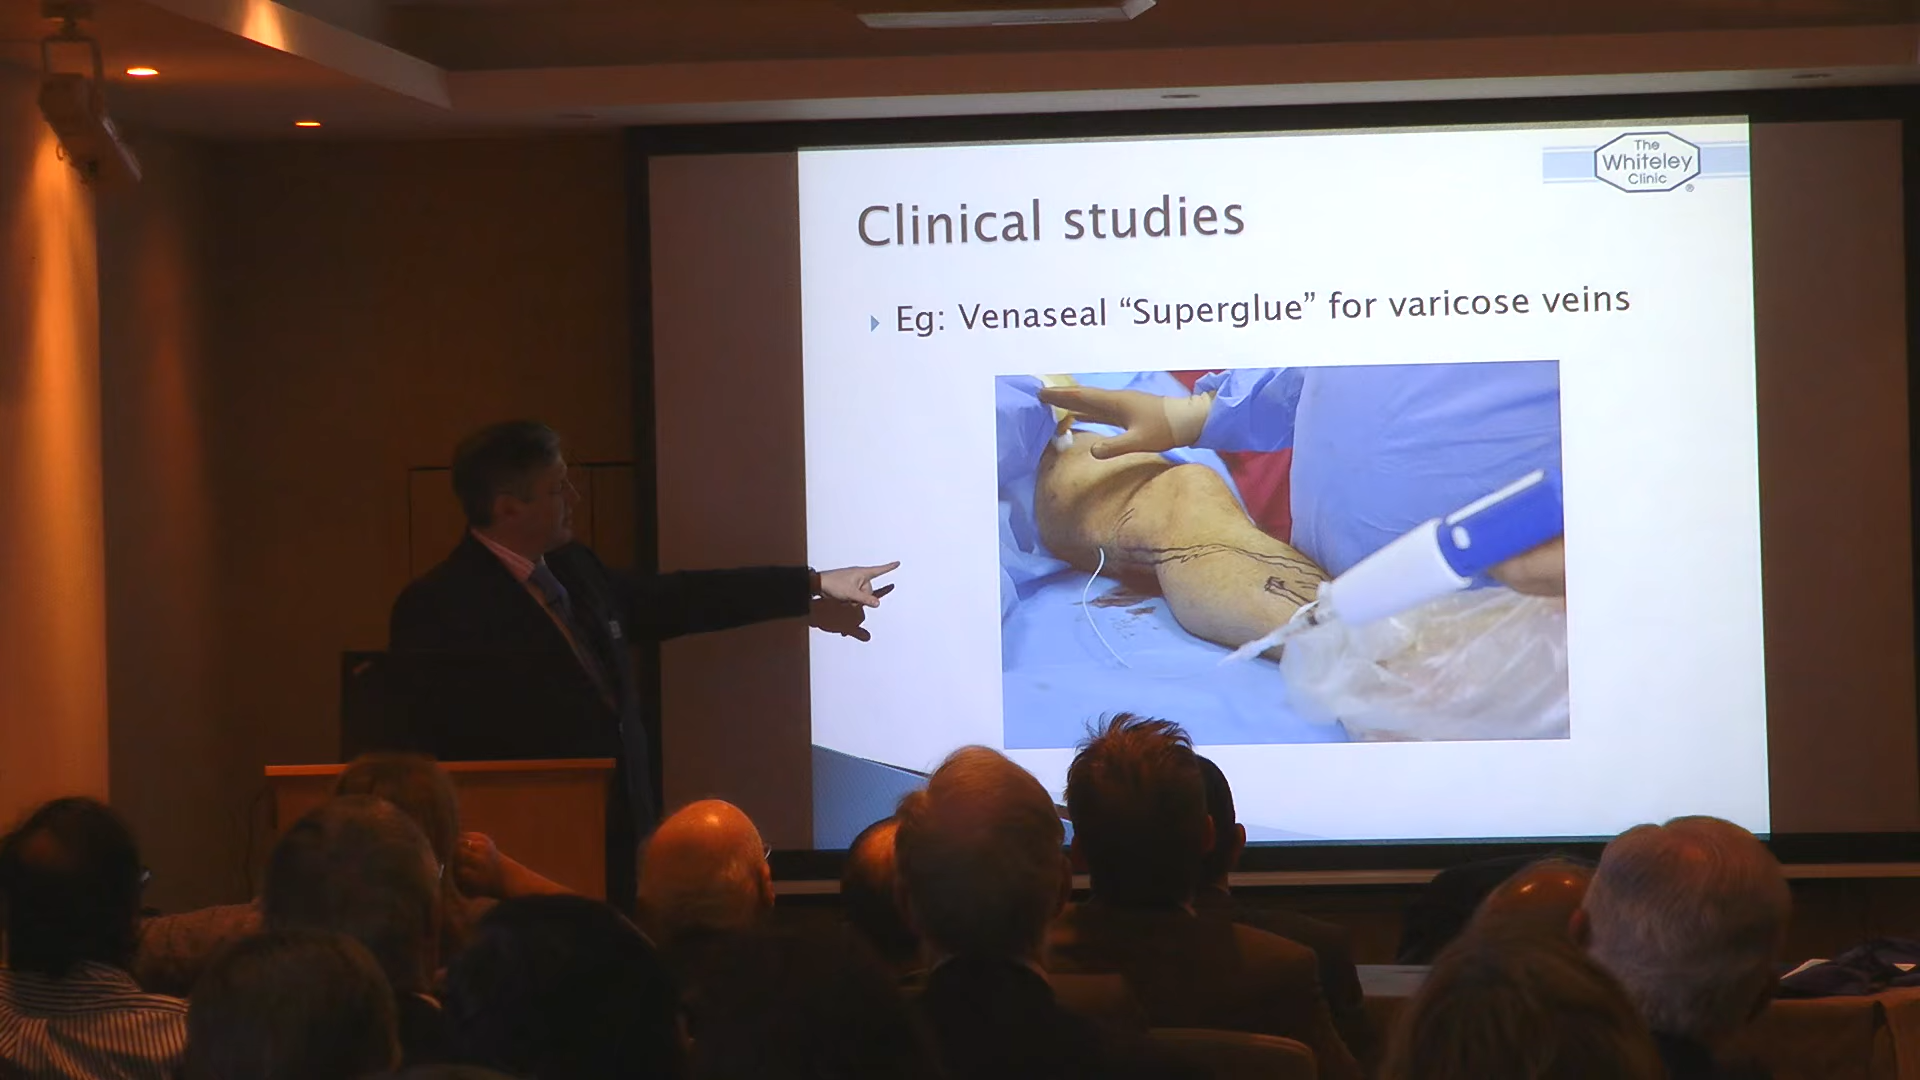 The
Whiteley
Clinic
®
Clinical studies
Eg: Venaseal “Superglue” for varicose veins